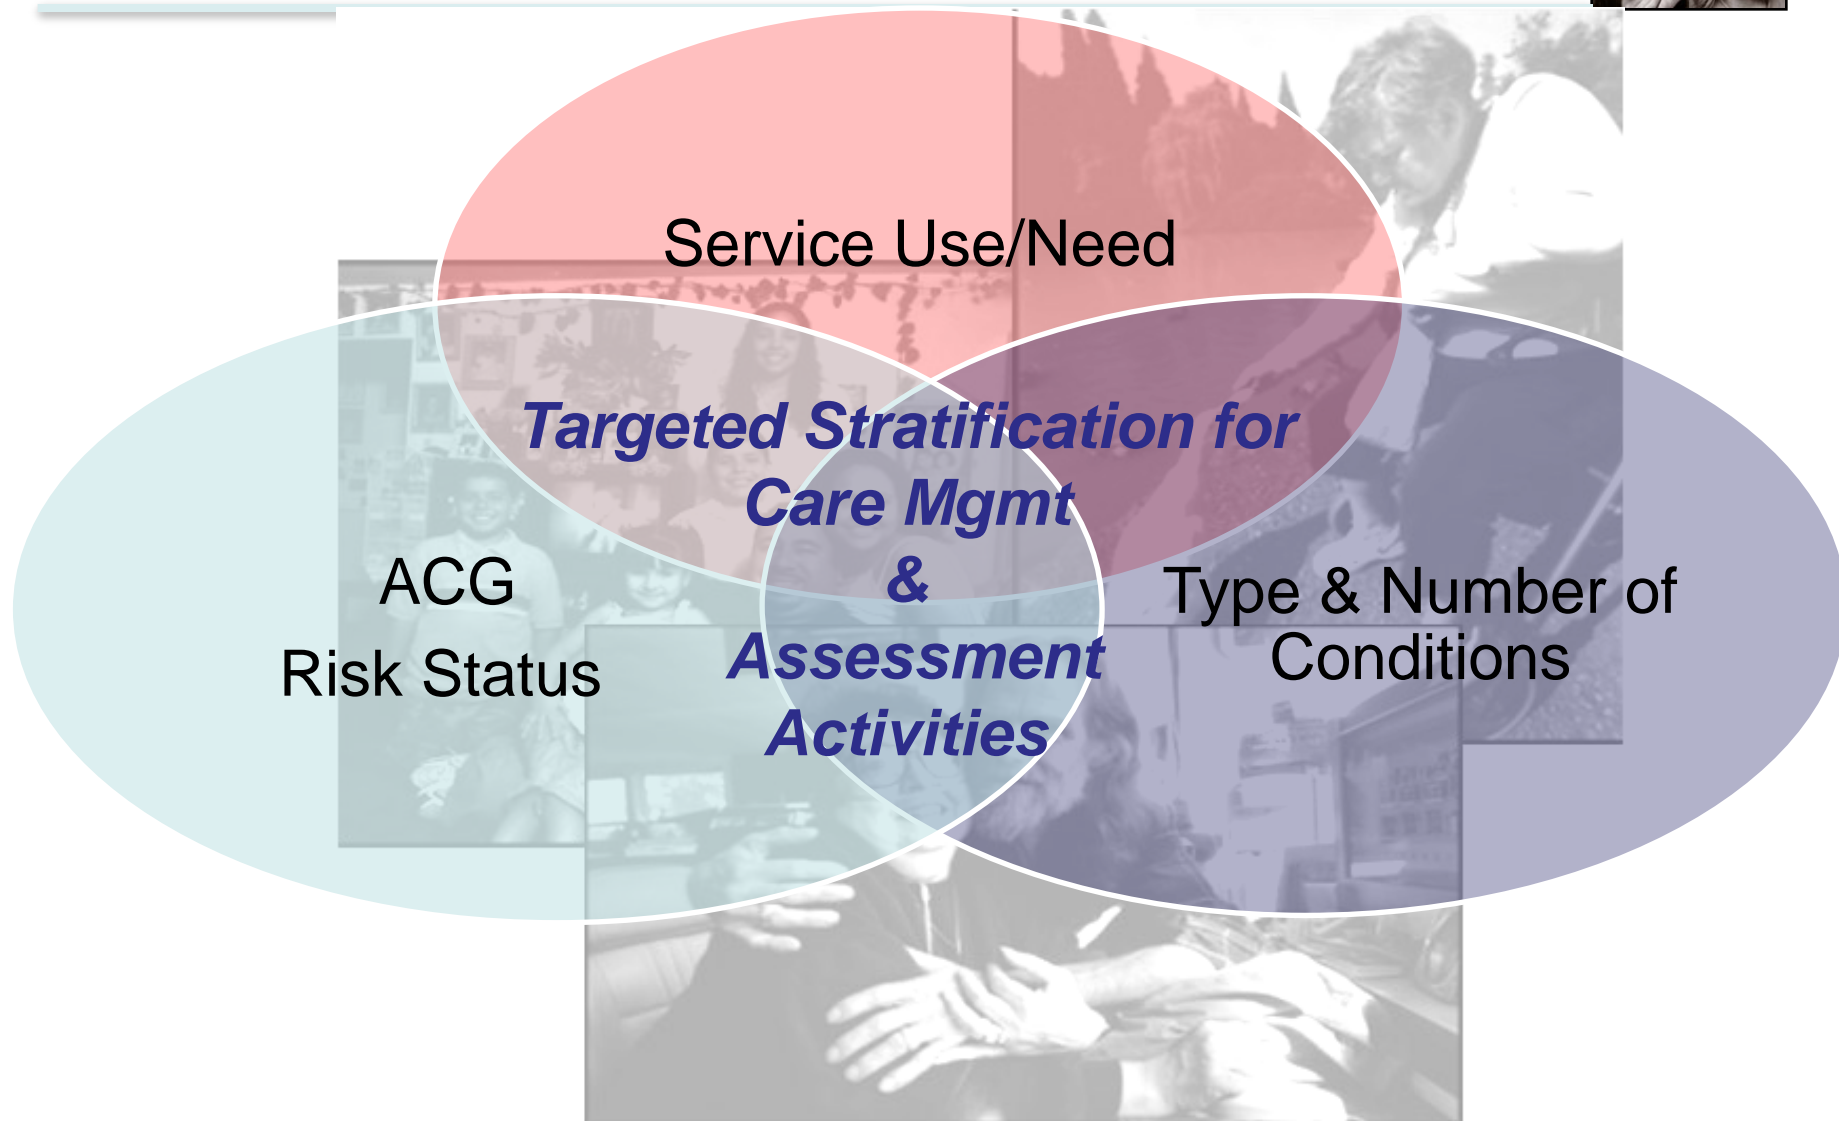 Service Use/Need
Targeted Stratification for
Care Mgmt
&
Assessment
Activities
ACG
Risk Status
Type & Number of
Conditions